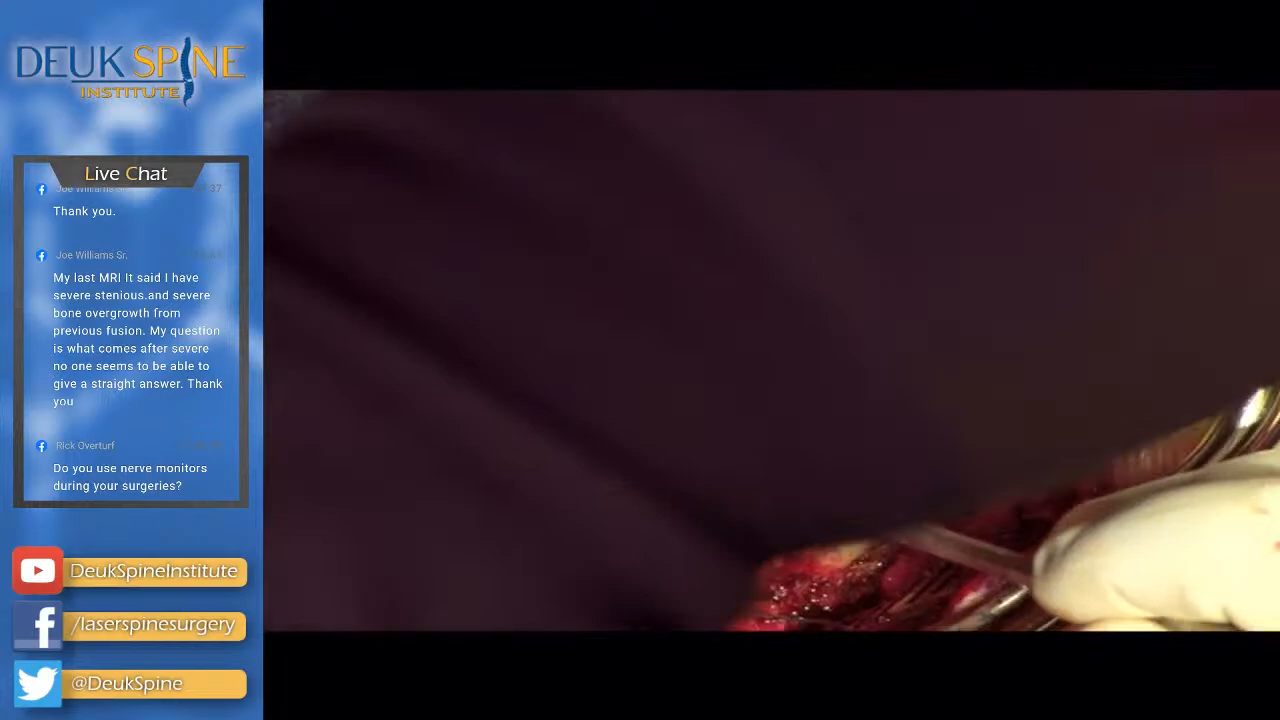 DEUK SPINE
INSTITUTE
Live Chat
Joe Williams Sr.
Thank you.
Joe Williams Sr.
My last MRI It said I have
severe stenious.and severe
bone overgrowth from
previous fusion. My question
is what comes after severe
no one seems to be able to
give a straight answer. Thank
you
Rick Overturf
Do you use nerve monitors
during your surgeries?
DeukSpineInstitute
/laserspinesurgery
@DeukSpine